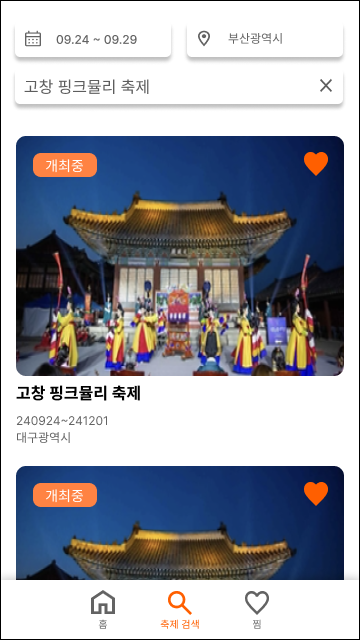 09.24 ~ 09.29
부산광역시
고창 핑크뮬리 축제
개최중
고창 핑크뮬리 축제
240924~241201
대구광역시
개최중
홈
축제 검색
찜